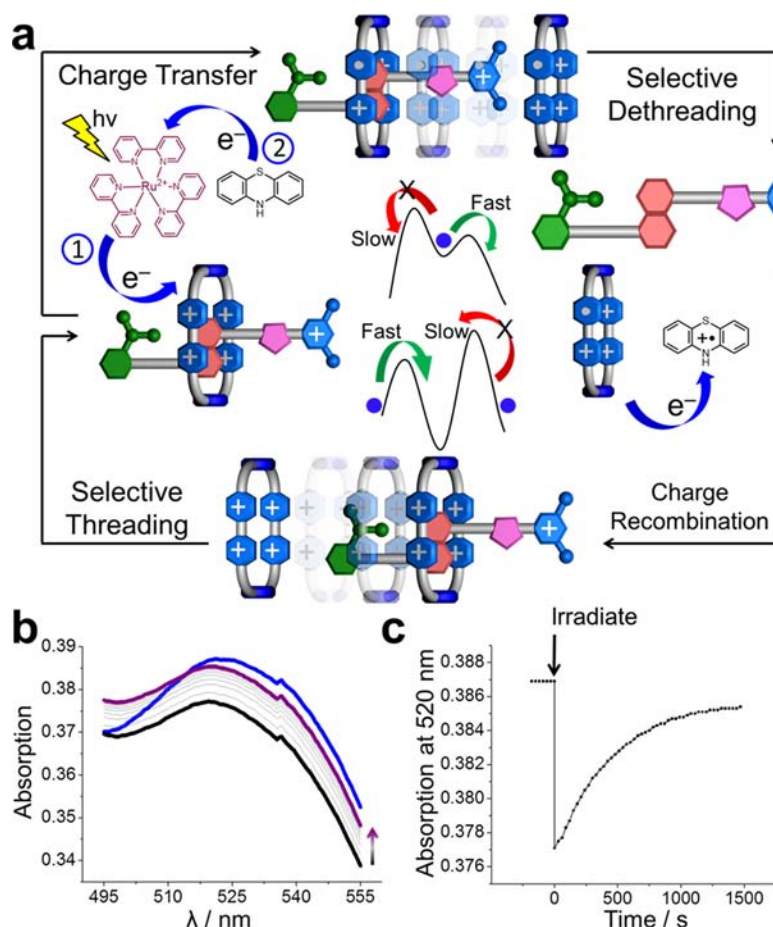 a
Charge Transfer
Selective
Dethreading
hν
e⁻
2
N
N
N
N
N
N
Ru²⁺
S
N
H
1
e⁻
Slow
X
Fast
Fast
Slow
X
S
+•
N
H
e⁻
Selective
Threading
Charge
Recombination
b
0.39
0.38
0.37
0.36
0.35
0.34
Absorption
495 510 525 540 555
λ / nm
c
Irradiate
0.388
0.386
0.384
0.382
0.380
0.378
0.376
Absorption at 520 nm
0 500 1000 1500
Time / s